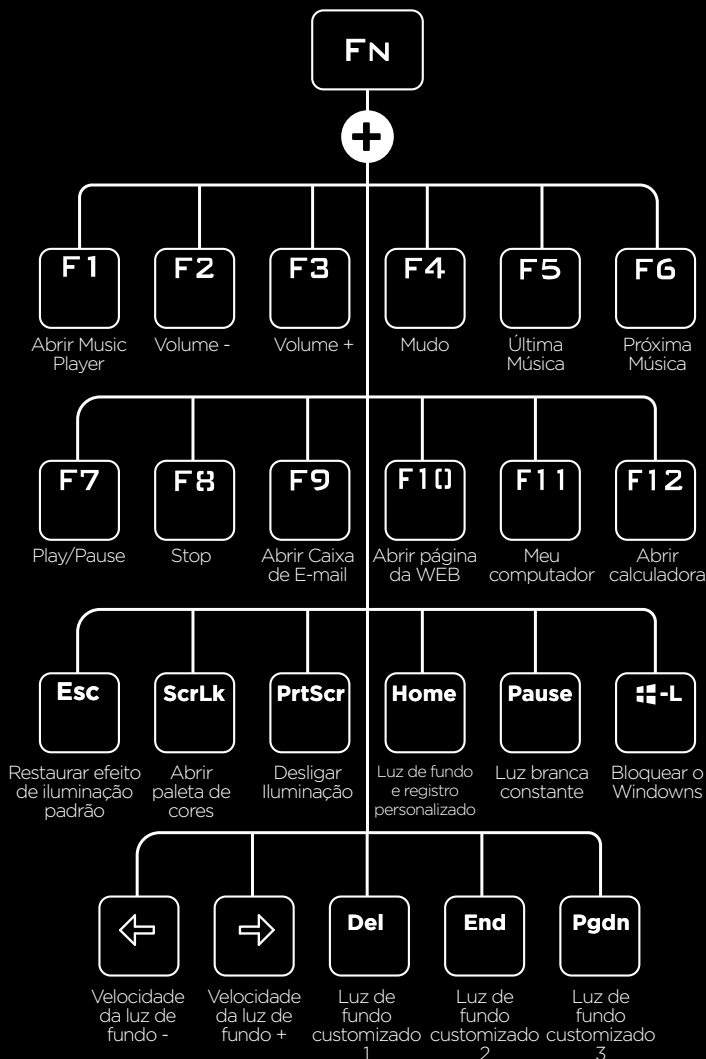 FN
+
F1 F2 F3 F4 F5 F6
Abrir Music Volume - Volume + Mudo Última Próxima
Player Música Música
F7 F8 F9 F10 F11 F12
Play/Pause Stop Abrir Caixa Abrir página Meu Abrir
de E-mail da WEB computador calculadora
Esc ScrLk PrtScr Home Pause -L
Restaurar efeito Abrir Desligar Luz de fundo Luz branca Bloquear o
de iluminação paleta de Iluminação e registro constante Windowns
padrão cores personalizado
Del End Pgdn
Velocidade Velocidade Luz de Luz de Luz de
da luz de da luz de fundo fundo fundo
fundo - fundo + customizado customizado customizado
1 2 3